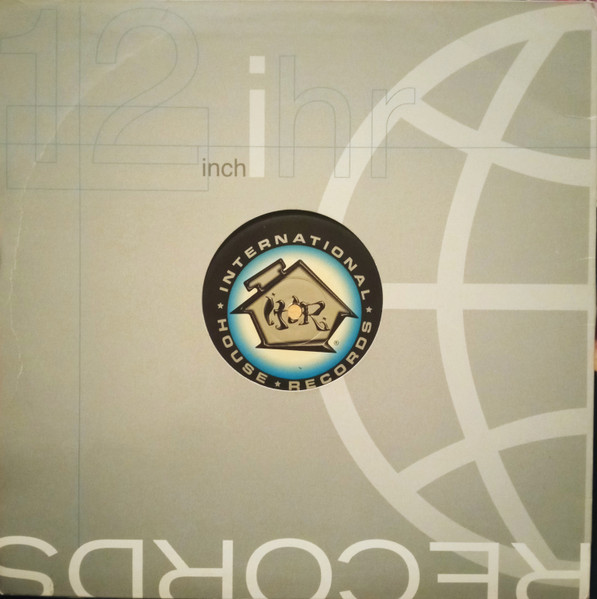 12 ihr
inch
INTERNATIONAL
i.H.R.
®
★ HOUSE ★ RECORDS ★
RECORDS